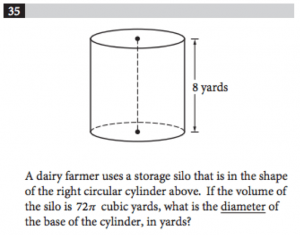 35
8 yards
A dairy farmer uses a storage silo that is in the shape
of the right circular cylinder above. If the volume of
the silo is 72π cubic yards, what is the diameter of
the base of the cylinder, in yards?